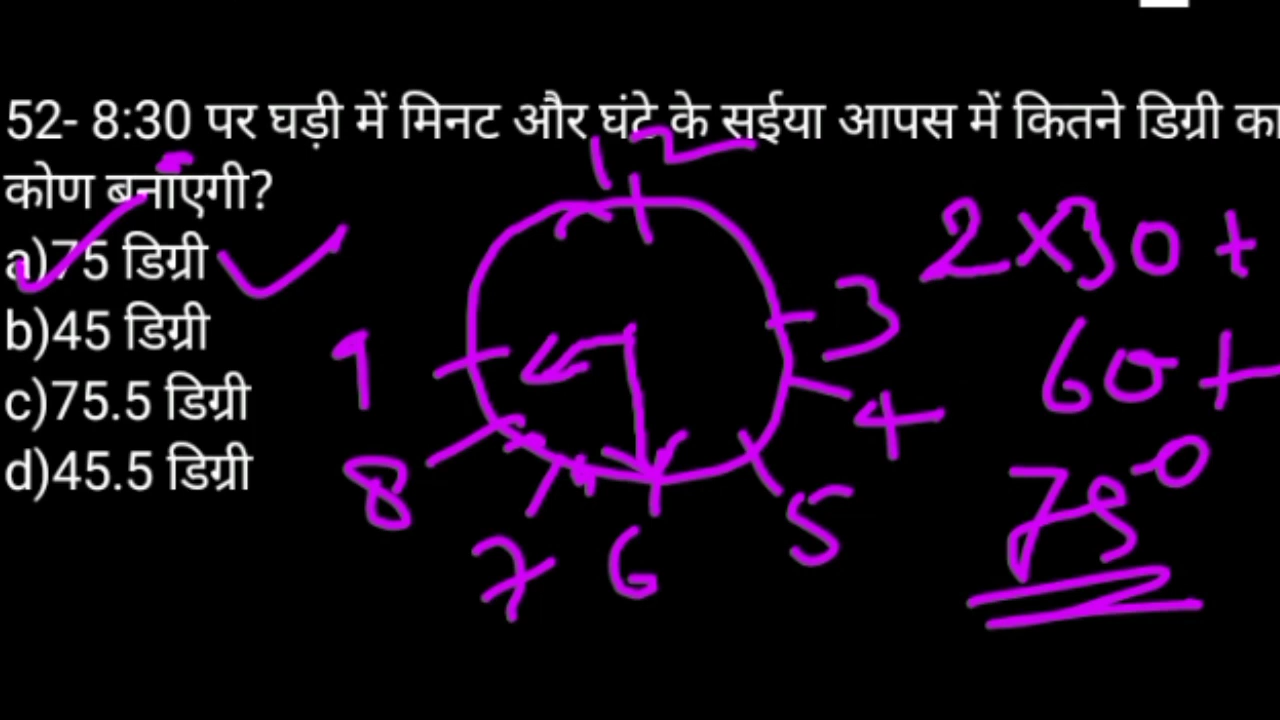 52- 8:30 पर घड़ी में मिनट और घंटे के सईया आपस में कितने डिग्री का
कोण बनाएगी?
a)75 डिग्री
b)45 डिग्री
c)75.5 डिग्री
d)45.5 डिग्री
12
3
4
5
6
7
8
9
2×30+
60+
75°